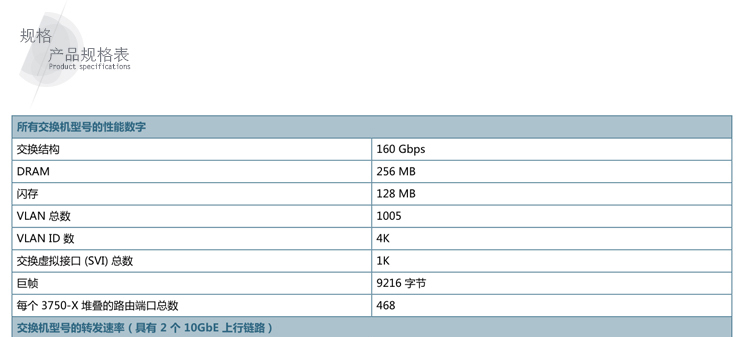 规格
产品规格表
Product specifications
所有交换机型号的性能数字
交换结构 160 Gbps
DRAM 256 MB
闪存 128 MB
VLAN 总数 1005
VLAN ID 数 4K
交换虚拟接口 (SVI) 总数 1K
巨帧 9216 字节
每个 3750-X 堆叠的路由端口总数 468
交换机型号的转发速率（具有 2 个 10GbE 上行链路）